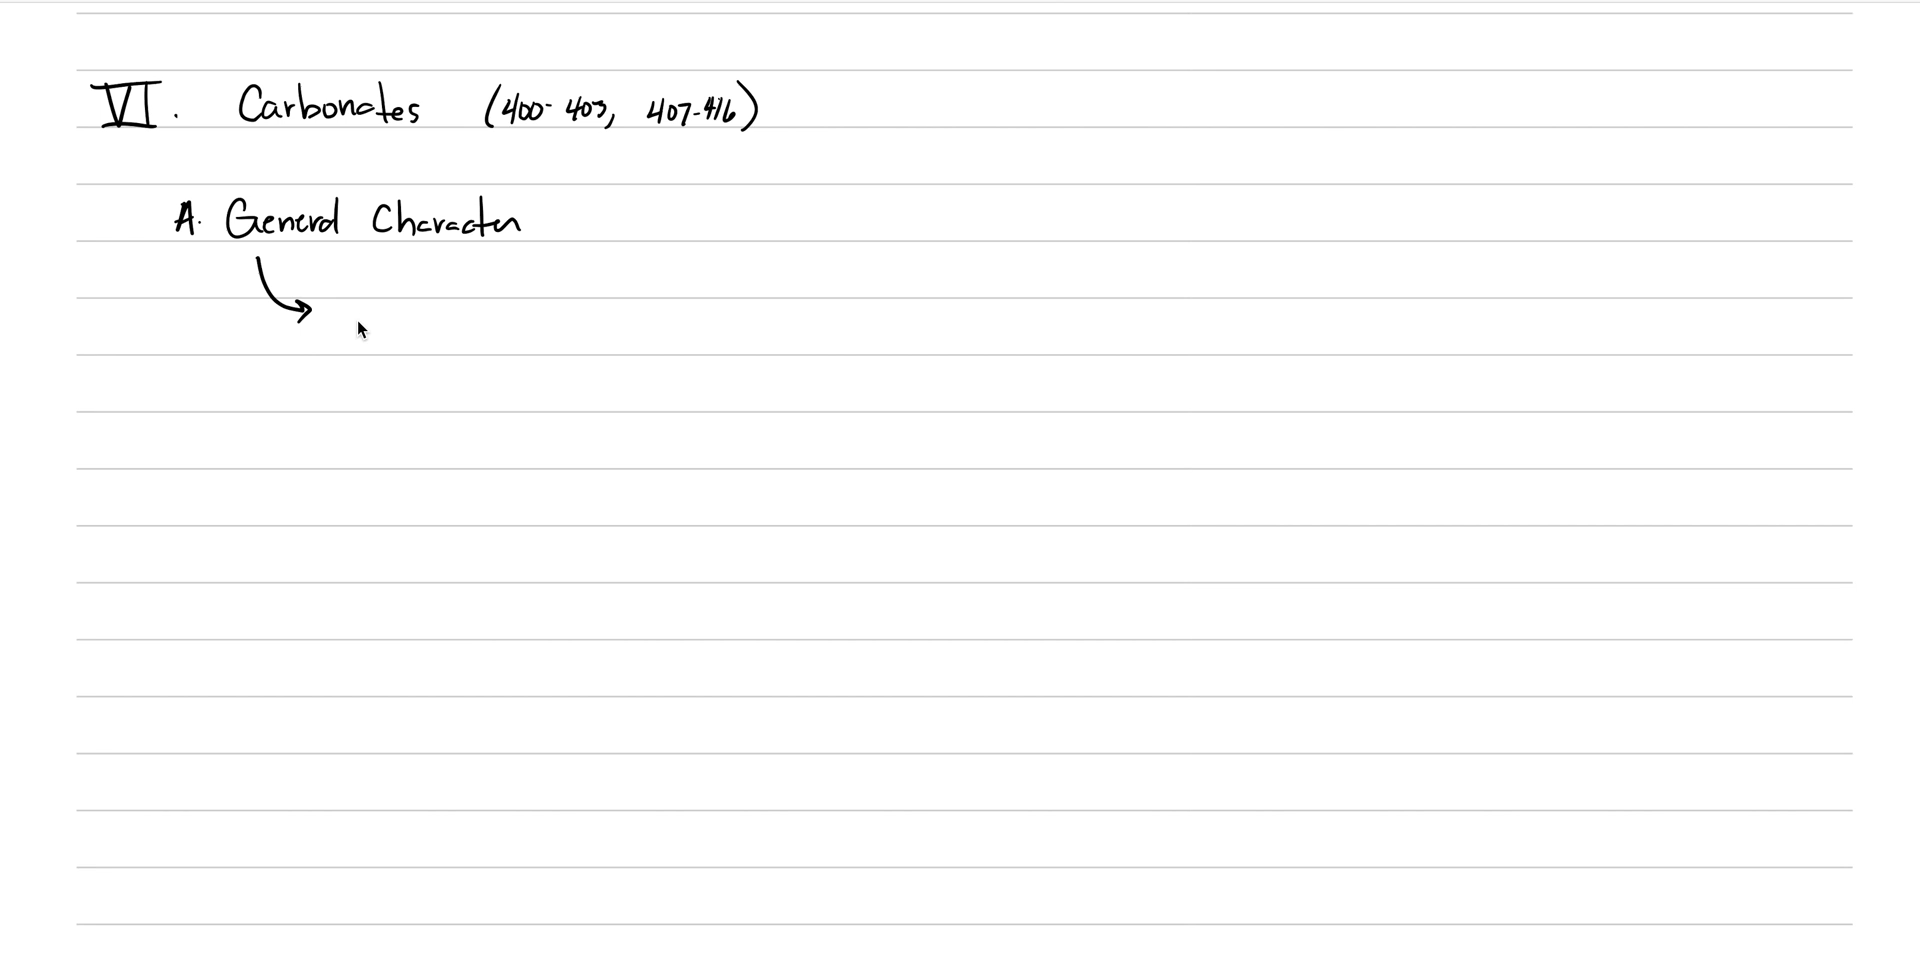 VI. Carbonates (400-403, 407-416)
A. General Character